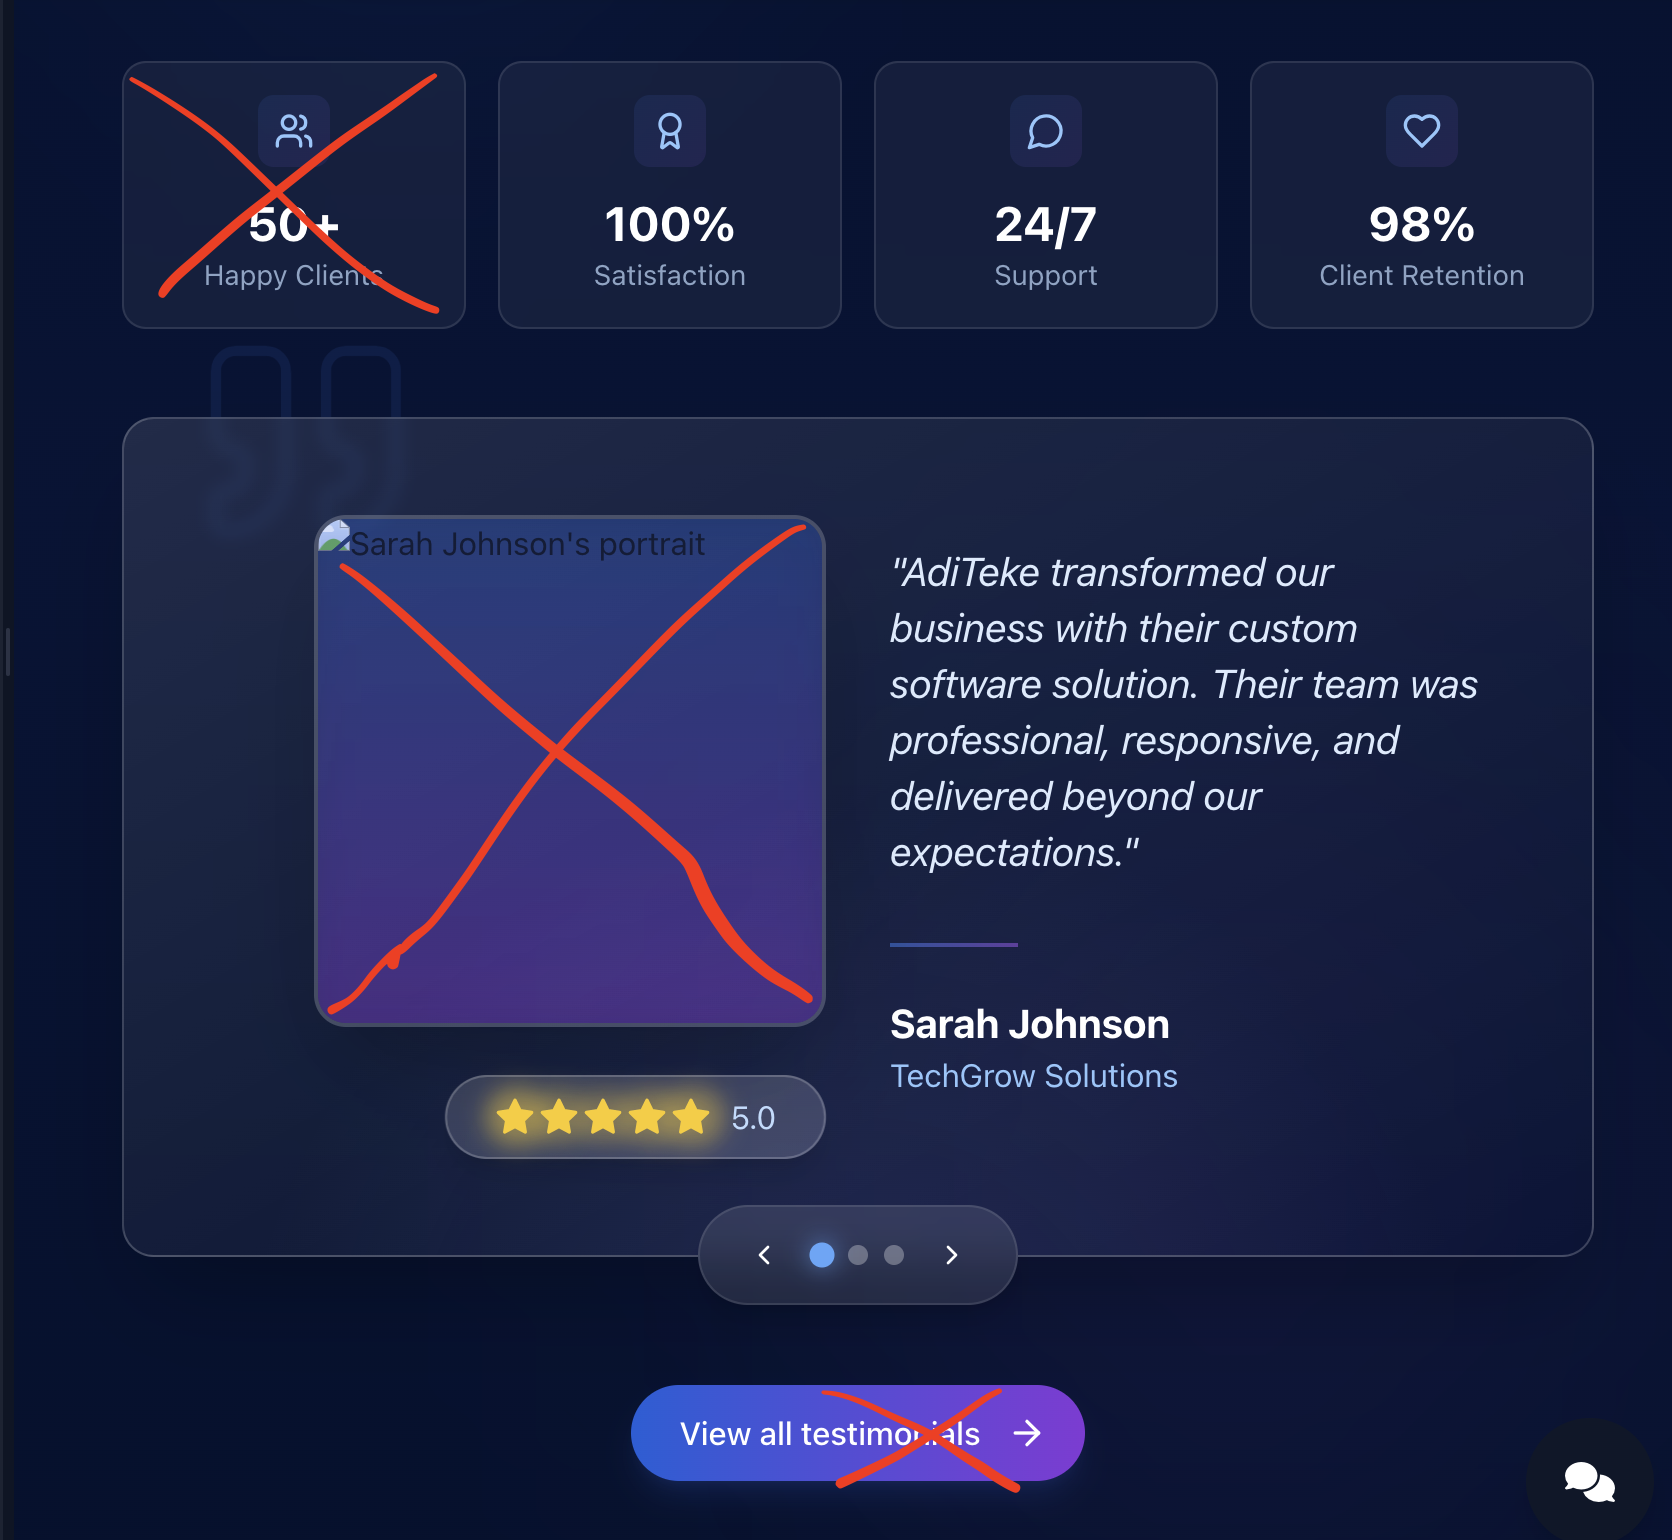 50+
Happy Clients
100%
Satisfaction
24/7
Support
98%
Client Retention
Sarah Johnson's portrait
"AdiTeke transformed our
business with their custom
software solution. Their team was
professional, responsive, and
delivered beyond our
expectations."
Sarah Johnson
TechGrow Solutions
5.0
View all testimonials